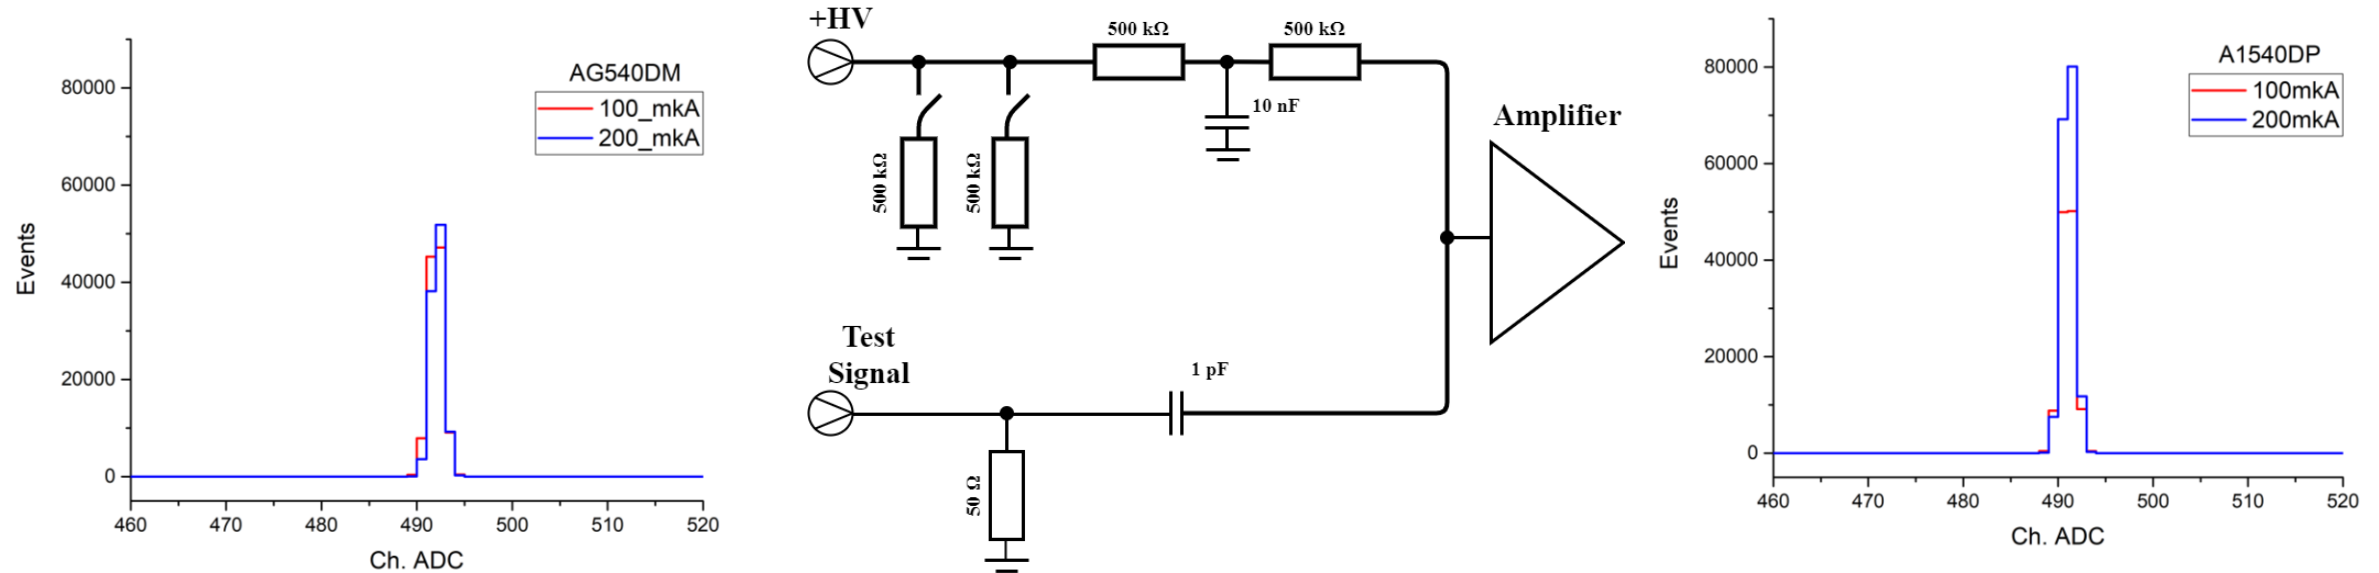 AG540DM
100_mkA
200_mkA
80000
60000
40000
20000
0
Events
460
470
480
490
500
510
520
Ch. ADC
+HV
500 kΩ
500 kΩ
10 nF
500 kΩ
500 kΩ
Amplifier
Test
Signal
1 pF
50 Ω
A1540DP
100mkA
200mkA
80000
60000
40000
20000
0
Events
460
470
480
490
500
510
520
Ch. ADC